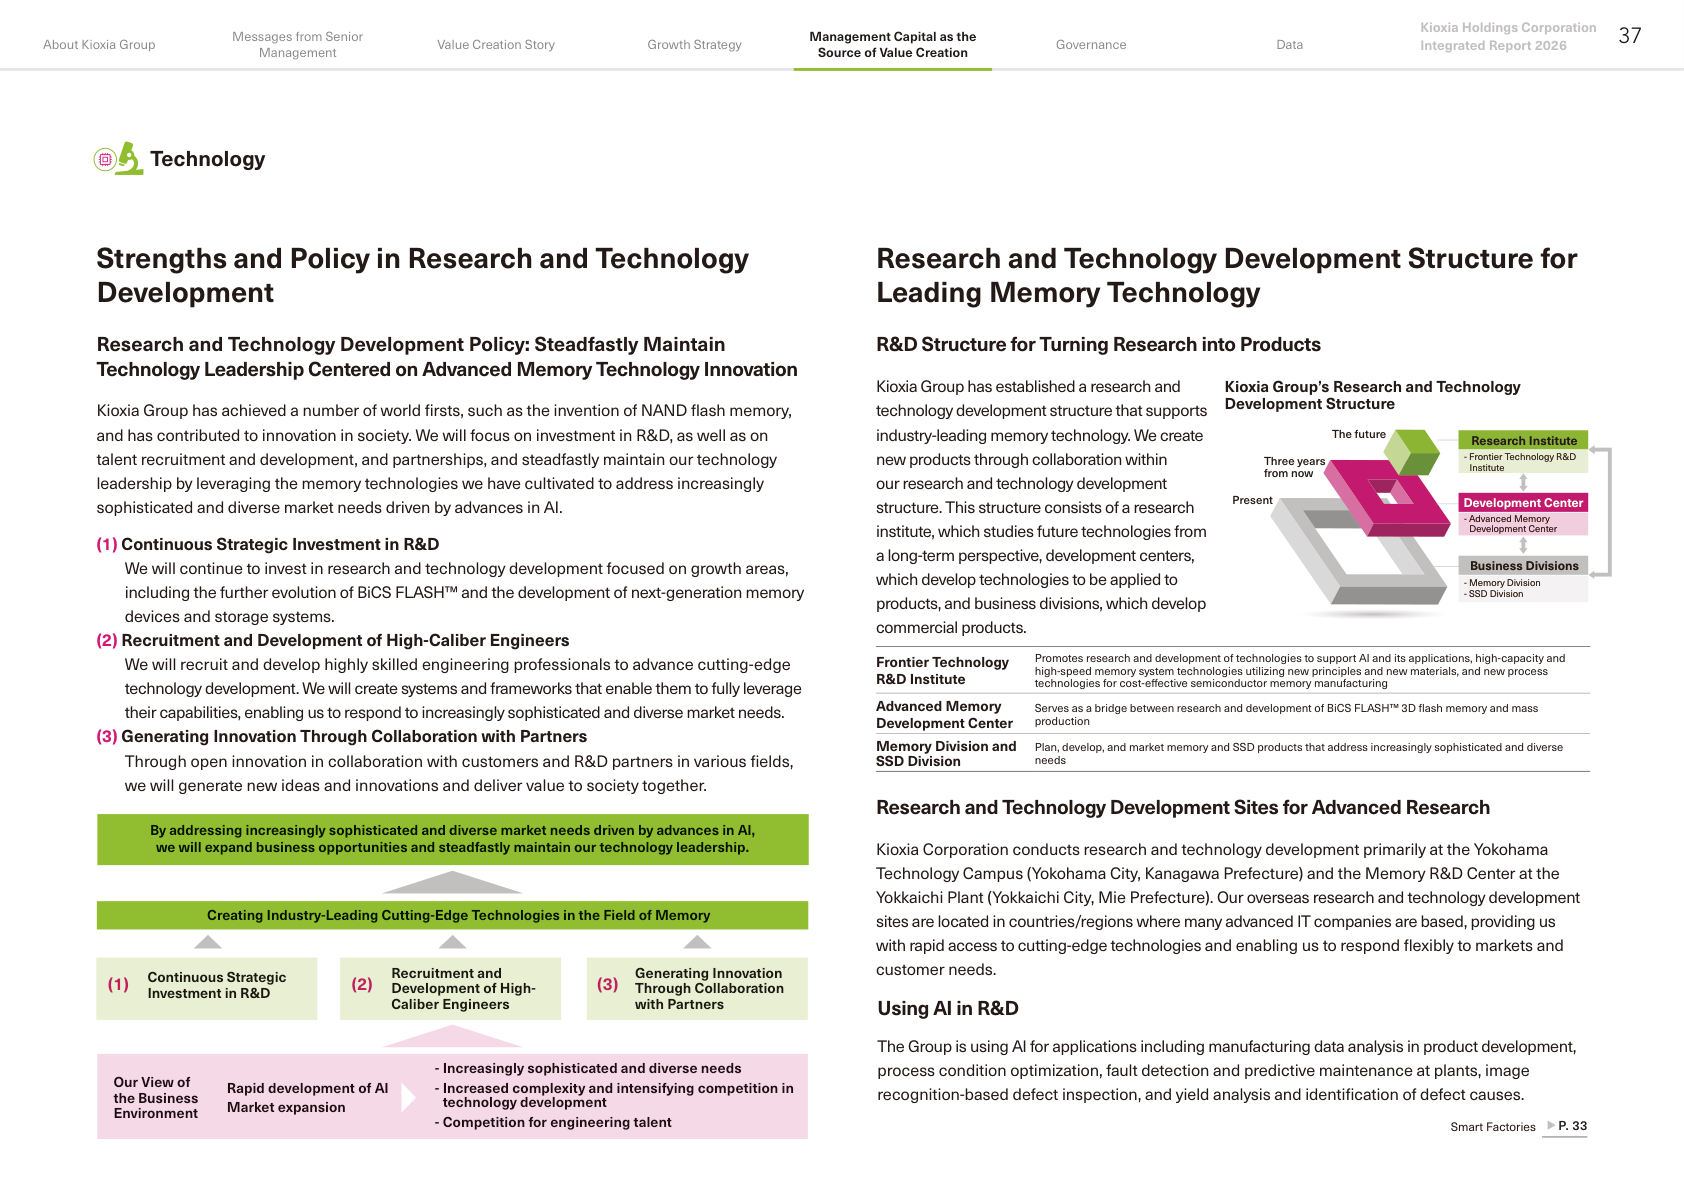 About Kioxia Group
Messages from Senior
Management
Value Creation Story
Growth Strategy
Management Capital as the
Source of Value Creation
Governance
Data
Kioxia Holdings Corporation
Integrated Report 2026
37
Technology
Strengths and Policy in Research and Technology
Development
Research and Technology Development Policy: Steadfastly Maintain
Technology Leadership Centered on Advanced Memory Technology Innovation
Kioxia Group has achieved a number of world firsts, such as the invention of NAND flash memory,
and has contributed to innovation in society. We will focus on investment in R&D, as well as on
talent recruitment and development, and partnerships, and steadfastly maintain our technology
leadership by leveraging the memory technologies we have cultivated to address increasingly
sophisticated and diverse market needs driven by advances in AI.
(1) Continuous Strategic Investment in R&D
We will continue to invest in research and technology development focused on growth areas,
including the further evolution of BiCS FLASH™ and the development of next-generation memory
devices and storage systems.
(2) Recruitment and Development of High-Caliber Engineers
We will recruit and develop highly skilled engineering professionals to advance cutting-edge
technology development. We will create systems and frameworks that enable them to fully leverage
their capabilities, enabling us to respond to increasingly sophisticated and diverse market needs.
(3) Generating Innovation Through Collaboration with Partners
Through open innovation in collaboration with customers and R&D partners in various fields,
we will generate new ideas and innovations and deliver value to society together.
By addressing increasingly sophisticated and diverse market needs driven by advances in AI,
we will expand business opportunities and steadfastly maintain our technology leadership.
Creating Industry-Leading Cutting-Edge Technologies in the Field of Memory
(1) Continuous Strategic
Investment in R&D
(2) Recruitment and
Development of High-
Caliber Engineers
(3) Generating Innovation
Through Collaboration
with Partners
Our View of
the Business
Environment
Rapid development of AI
Market expansion
- Increasingly sophisticated and diverse needs
- Increased complexity and intensifying competition in
technology development
- Competition for engineering talent
Research and Technology Development Structure for
Leading Memory Technology
R&D Structure for Turning Research into Products
Kioxia Group has established a research and
technology development structure that supports
industry-leading memory technology. We create
new products through collaboration within
our research and technology development
structure. This structure consists of a research
institute, which studies future technologies from
a long-term perspective, development centers,
which develop technologies to be applied to
products, and business divisions, which develop
commercial products.
Kioxia Group's Research and Technology
Development Structure
The future
Three years
from now
Present
Research Institute
- Frontier Technology R&D
Institute
Development Center
- Advanced Memory
Development Center
Business Divisions
- Memory Division
- SSD Division
Frontier Technology
R&D Institute
Promotes research and development of technologies to support AI and its applications, high-capacity and
high-speed memory system technologies utilizing new principles and new materials, and new process
technologies for cost-effective semiconductor memory manufacturing
Advanced Memory
Development Center
Serves as a bridge between research and development of BiCS FLASH™ 3D flash memory and mass
production
Memory Division and
SSD Division
Plan, develop, and market memory and SSD products that address increasingly sophisticated and diverse
needs
Research and Technology Development Sites for Advanced Research
Kioxia Corporation conducts research and technology development primarily at the Yokohama
Technology Campus (Yokohama City, Kanagawa Prefecture) and the Memory R&D Center at the
Yokkaichi Plant (Yokkaichi City, Mie Prefecture). Our overseas research and technology development
sites are located in countries/regions where many advanced IT companies are based, providing us
with rapid access to cutting-edge technologies and enabling us to respond flexibly to markets and
customer needs.
Using AI in R&D
The Group is using AI for applications including manufacturing data analysis in product development,
process condition optimization, fault detection and predictive maintenance at plants, image
recognition-based defect inspection, and yield analysis and identification of defect causes.
Smart Factories ▶P. 33